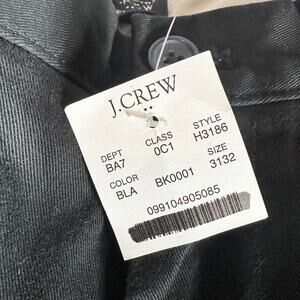 J.CREW
DEPT CLASS STYLE
BA7 0C1 H3186
COLOR SIZE
BLA BK0001 3132
099104905085